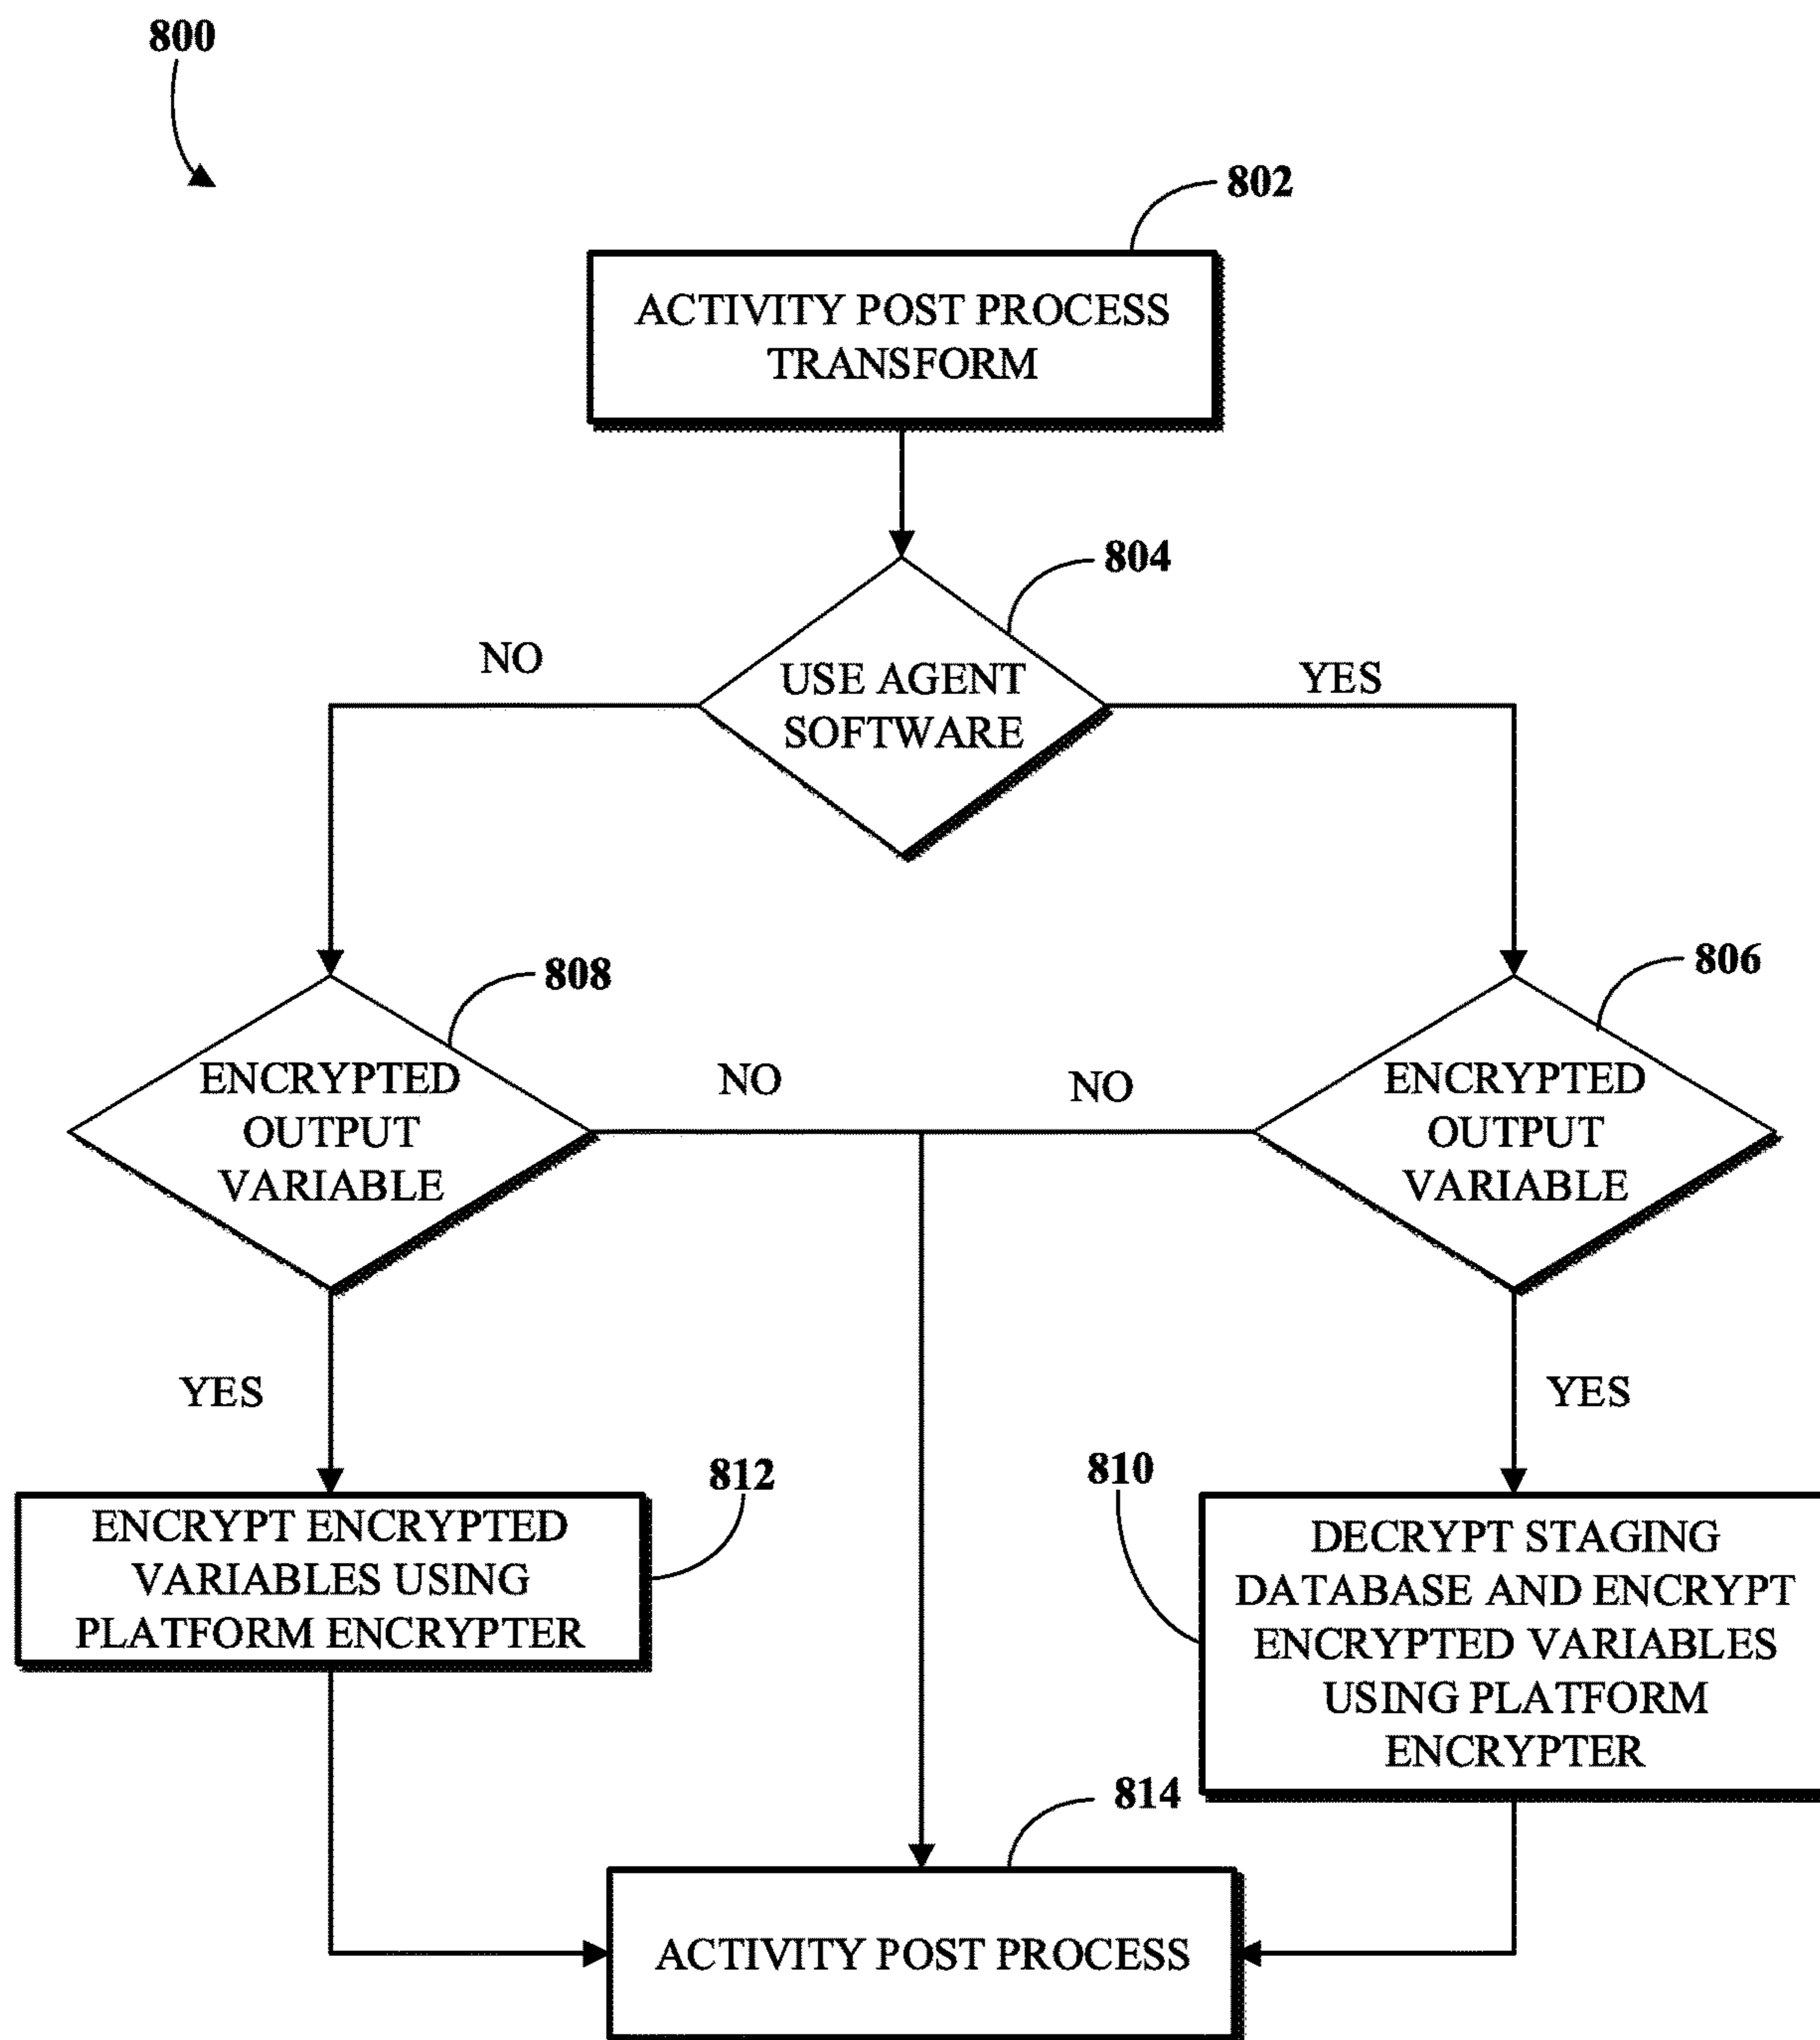 800
802
ACTIVITY POST PROCESS
TRANSFORM
804
NO
USE AGENT
SOFTWARE
YES
808
806
ENCRYPTED
OUTPUT
VARIABLE
NO
NO
ENCRYPTED
OUTPUT
VARIABLE
YES
YES
812
810
ENCRYPT ENCRYPTED
VARIABLES USING
PLATFORM ENCRYPTER
DECRYPT STAGING
DATABASE AND ENCRYPT
ENCRYPTED VARIABLES
USING PLATFORM
ENCRYPTER
814
ACTIVITY POST PROCESS